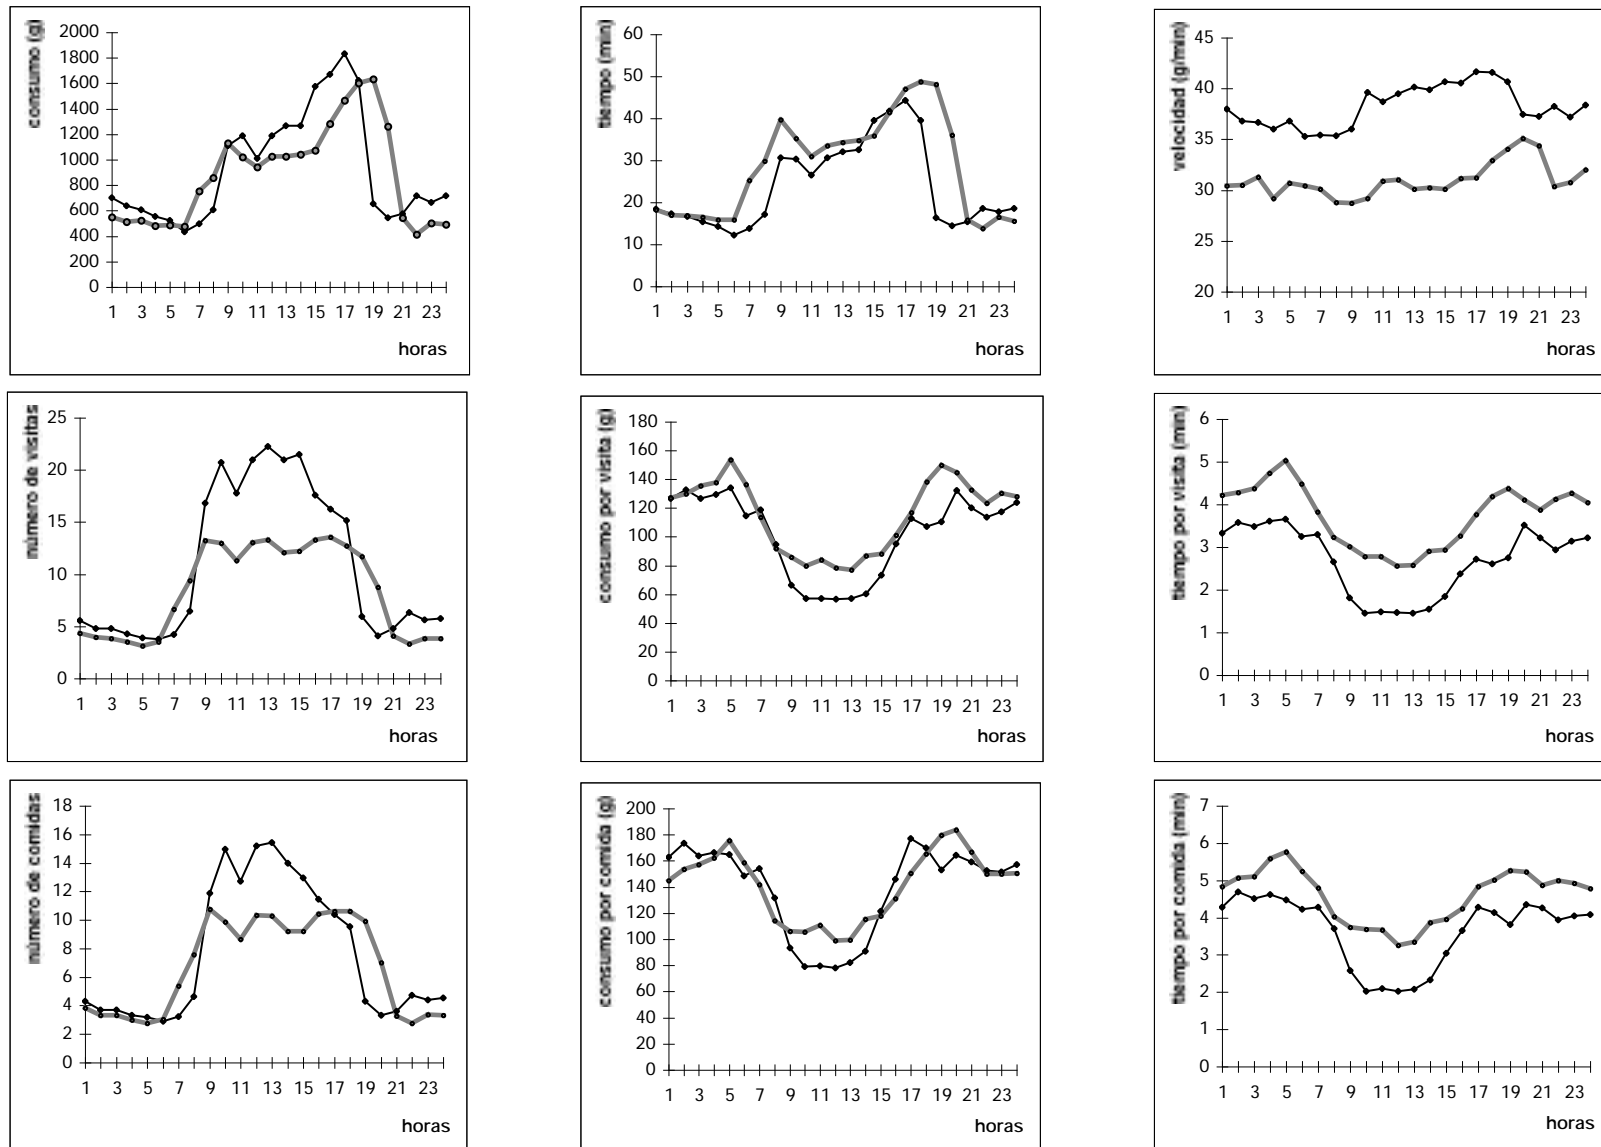 consumo (g)
2000
1800
1600
1400
1200
1000
800
600
400
200
0
1 3 5 7 9 11 13 15 17 19 21 23
horas
tiempo (min)
60
50
40
30
20
10
0
1 3 5 7 9 11 13 15 17 19 21 23
horas
velocidad (g/min)
45
40
35
30
25
20
1 3 5 7 9 11 13 15 17 19 21 23
horas
número de visitas
25
20
15
10
5
0
1 3 5 7 9 11 13 15 17 19 21 23
horas
consumo por visita (g)
180
160
140
120
100
80
60
40
20
0
1 3 5 7 9 11 13 15 17 19 21 23
horas
tiempo por visita (min)
6
5
4
3
2
1
0
1 3 5 7 9 11 13 15 17 19 21 23
horas
número de comidas
18
16
14
12
10
8
6
4
2
0
1 3 5 7 9 11 13 15 17 19 21 23
horas
consumo por comida (g)
200
180
160
140
120
100
80
60
40
20
0
1 3 5 7 9 11 13 15 17 19 21 23
horas
tiempo por comida (min)
7
6
5
4
3
2
1
0
1 3 5 7 9 11 13 15 17 19 21 23
horas